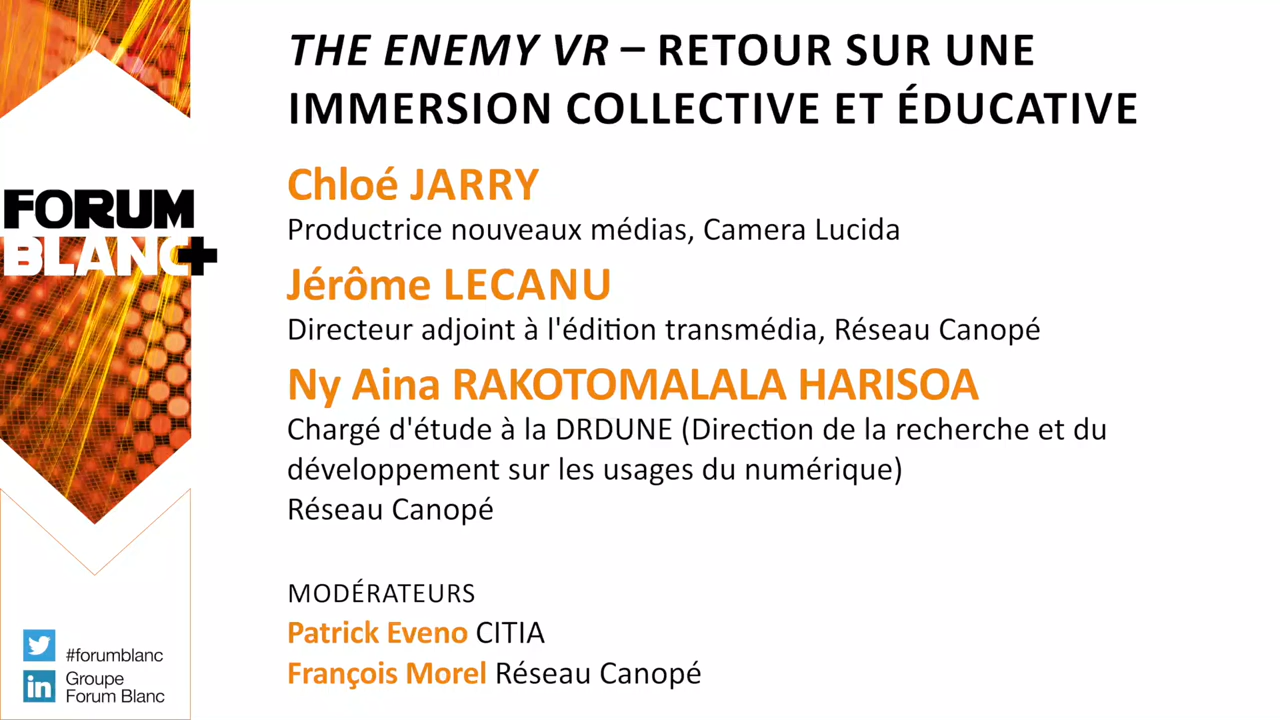 THE ENEMY VR – RETOUR SUR UNE
IMMERSION COLLECTIVE ET ÉDUCATIVE
Chloé JARRY
Productrice nouveaux médias, Camera Lucida
Jérôme LECANU
Directeur adjoint à l'édition transmédia, Réseau Canopé
Ny Aina RAKOTOMALALA HARISOA
Chargé d'étude à la DRDUNE (Direction de la recherche et du
développement sur les usages du numérique)
Réseau Canopé
MODÉRATEURS
Patrick Eveno CITIA
François Morel Réseau Canopé
FORUM
BLANC+
#forumblanc
in
Groupe
Forum Blanc